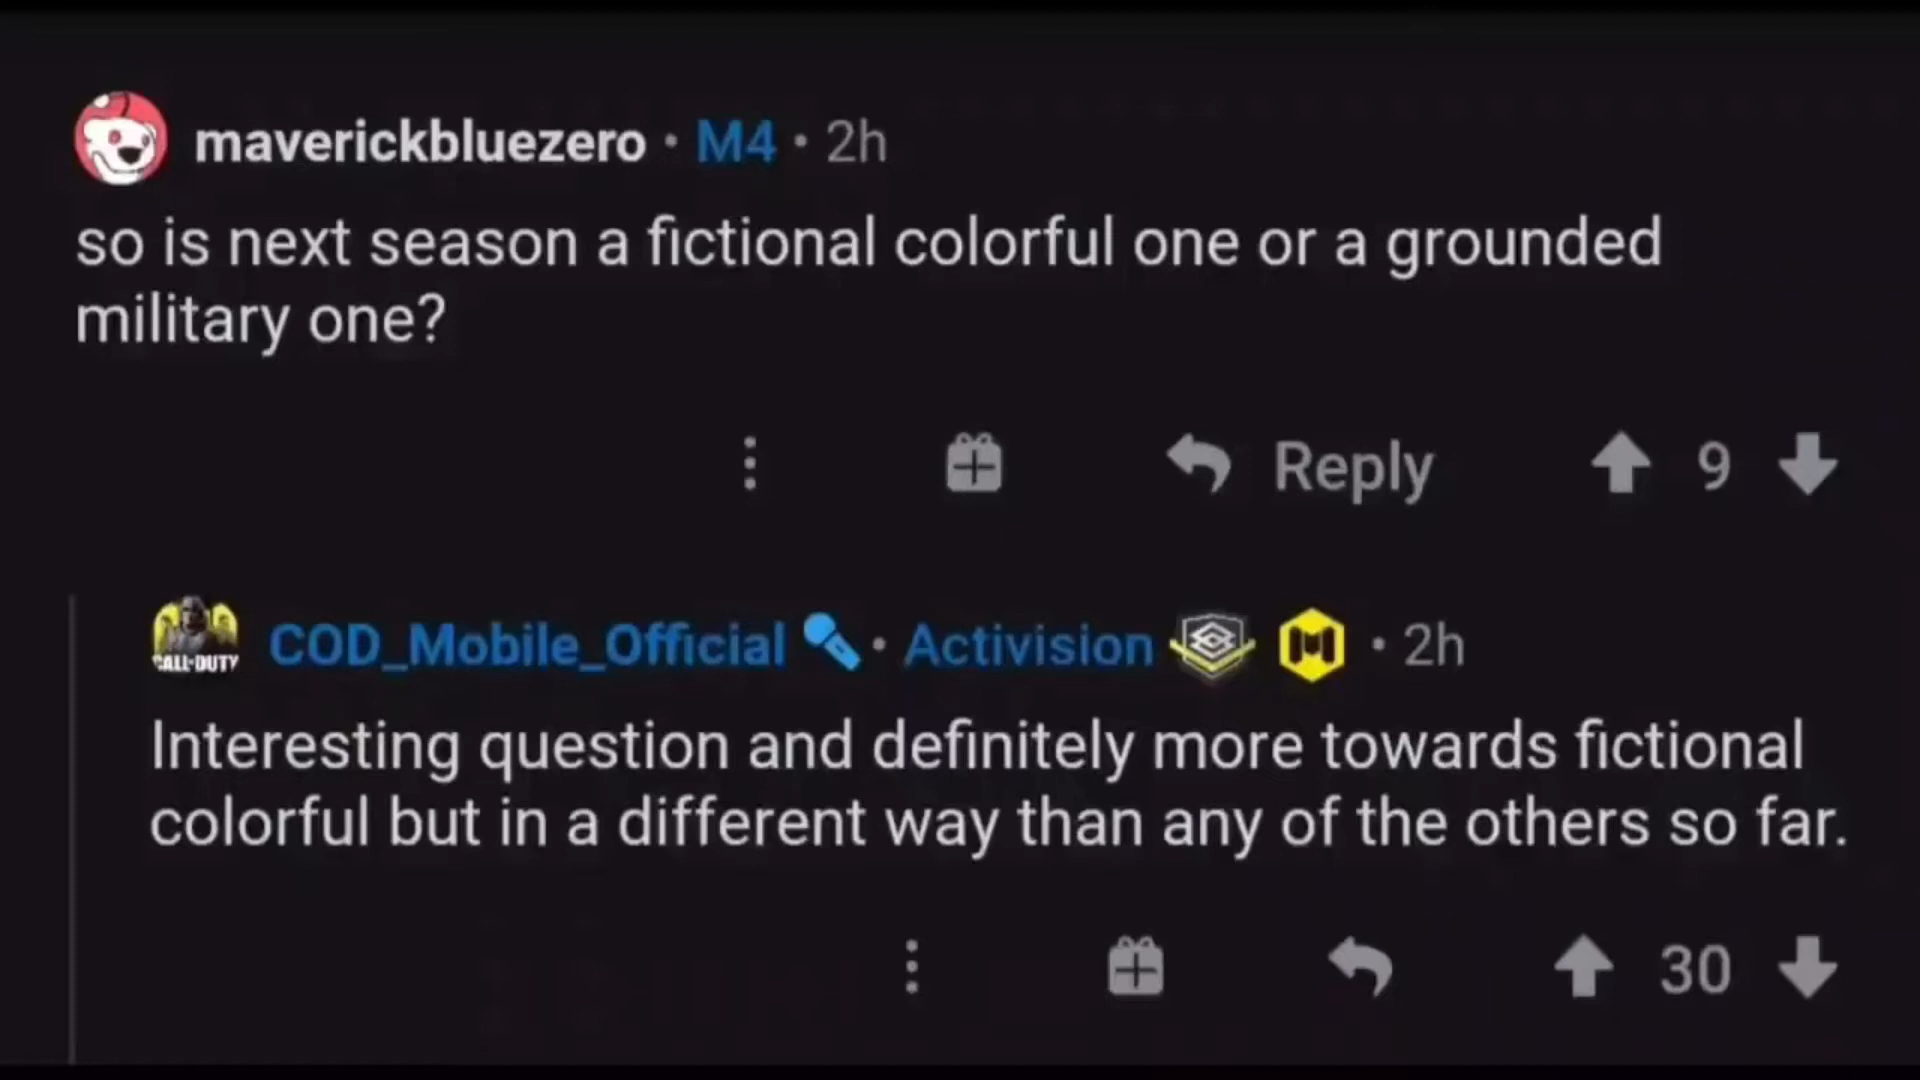 maverickbluezero • M4 • 2h
so is next season a fictional colorful one or a grounded
military one?
Reply 9
CALL·DUTY
COD_Mobile_Official • Activision • 2h
Interesting question and definitely more towards fictional
colorful but in a different way than any of the others so far.
30